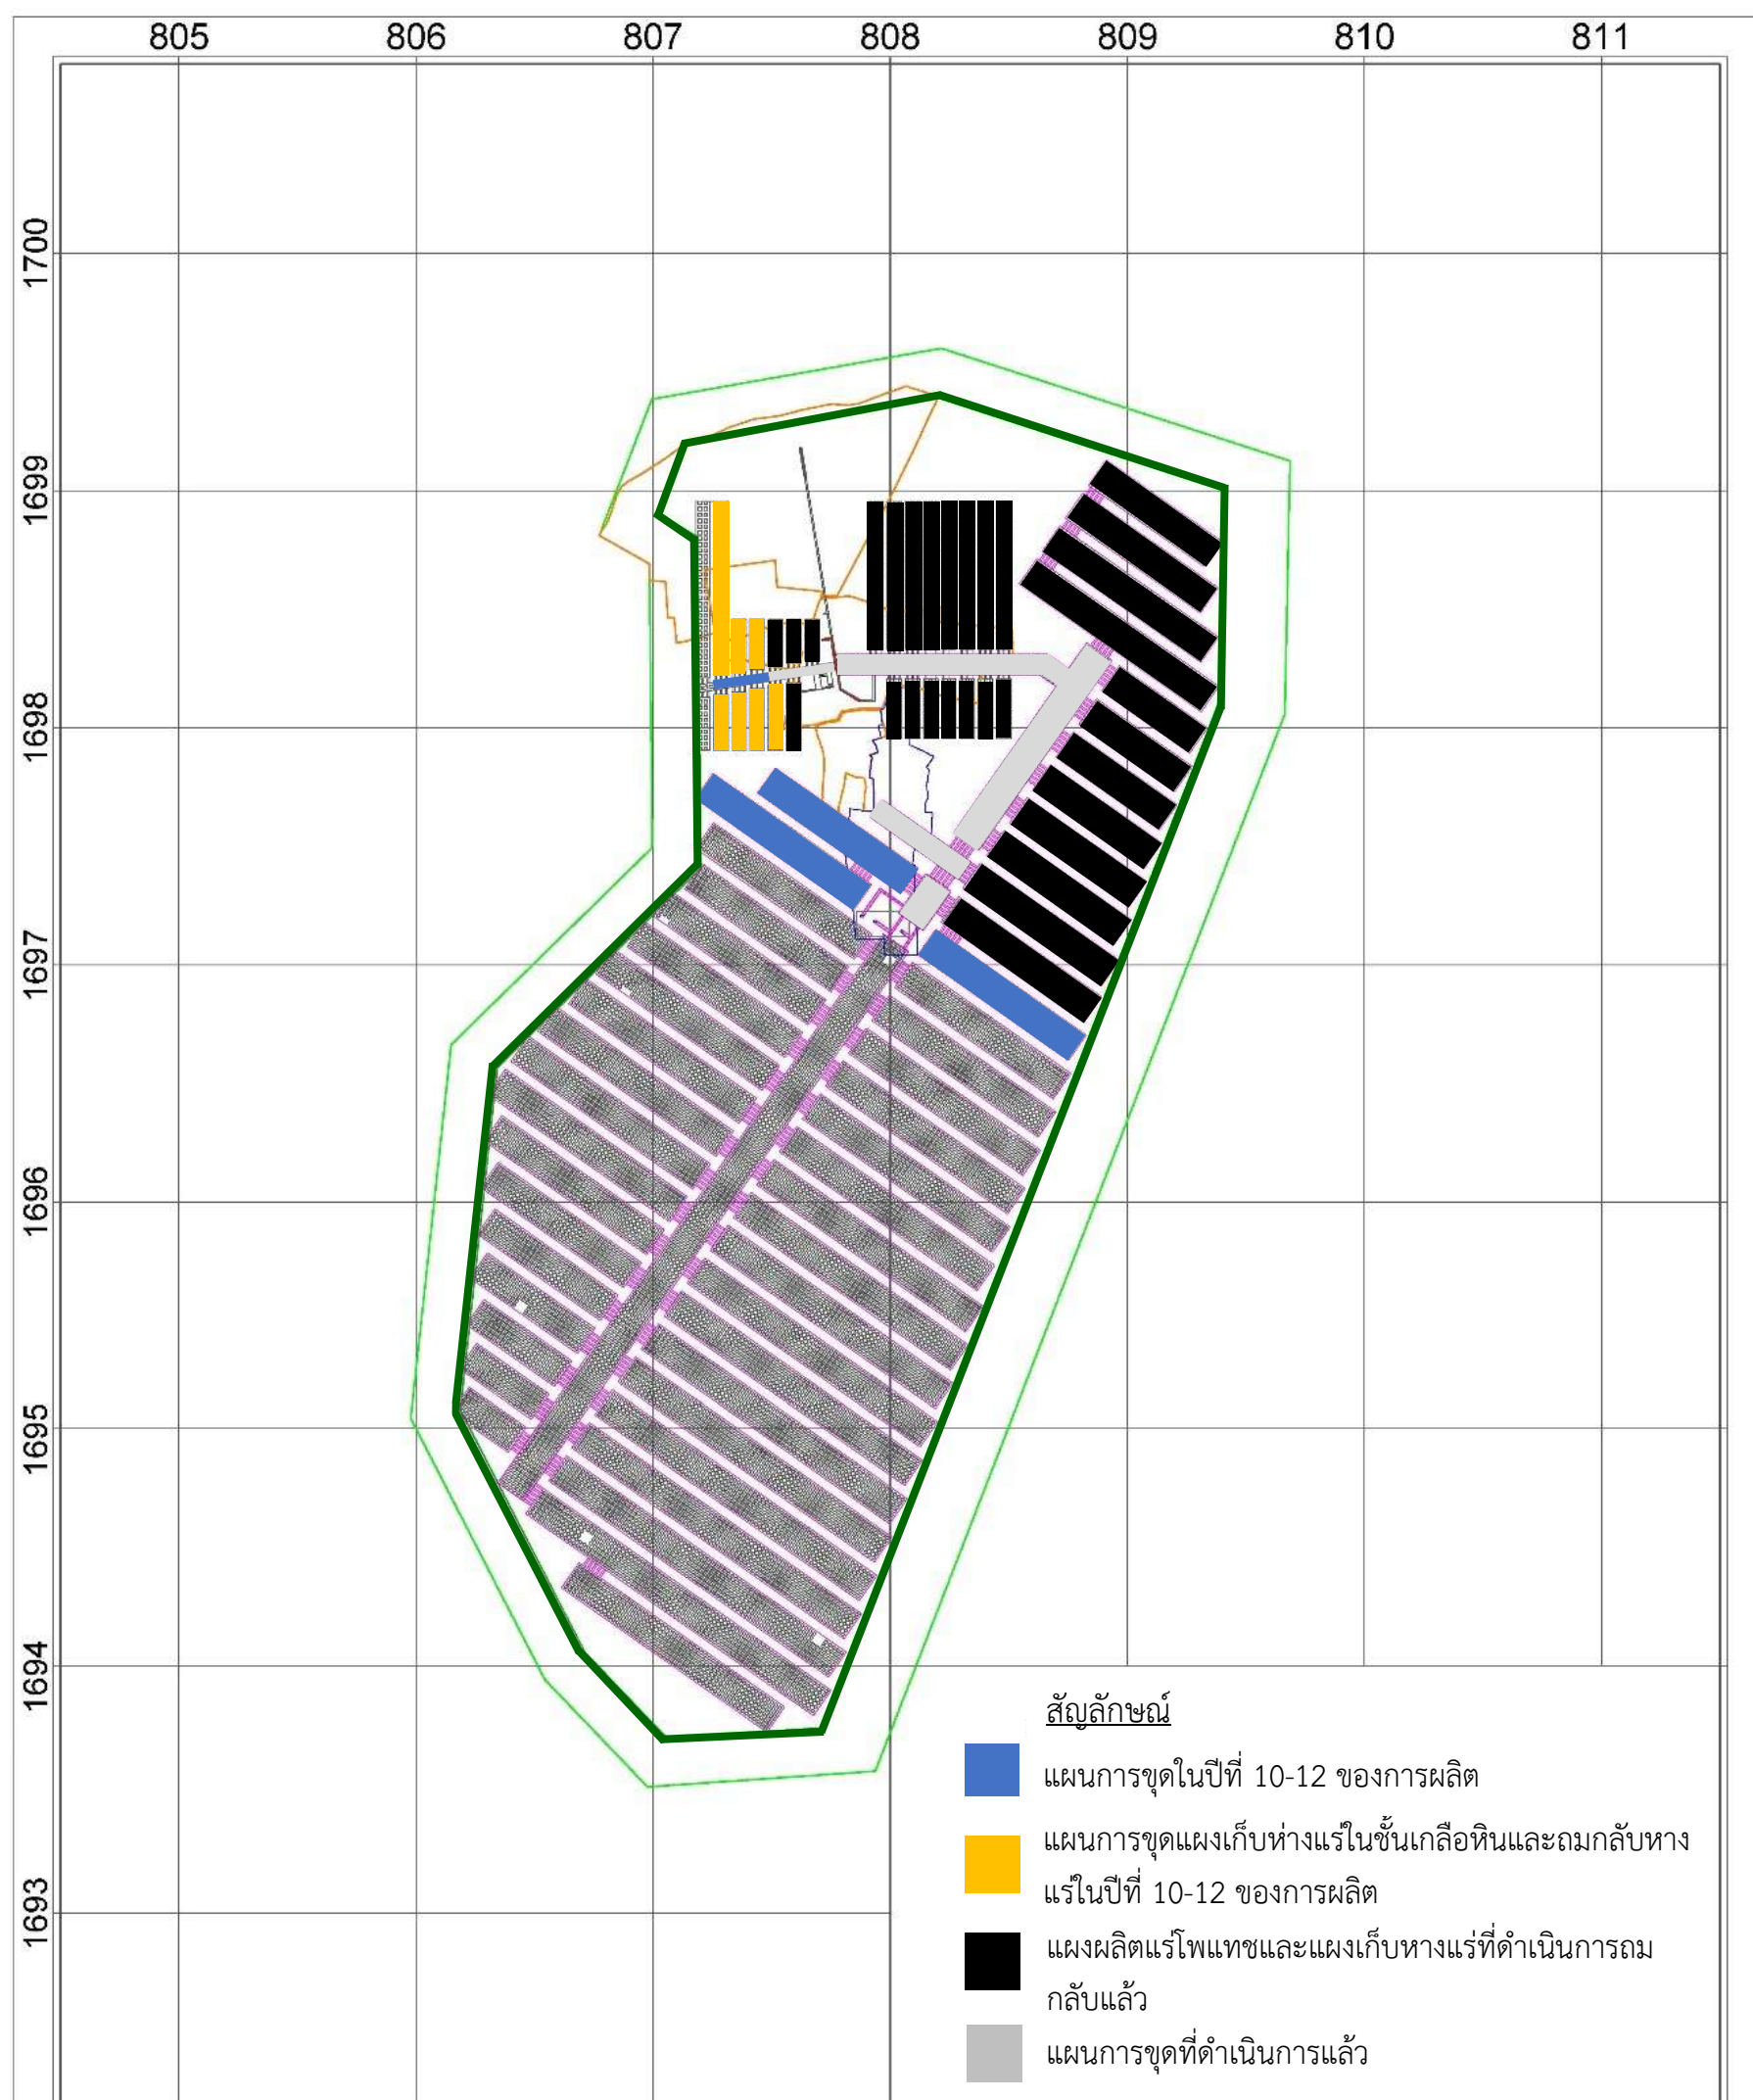 805 806 807 808 809 810 811
1700
1699
1698
1697
1696
1695
1694
1693
สัญลักษณ์
แผนการขุดในปีที่ 10-12 ของการผลิต
แผนการขุดแผงเก็บห่างแร่ในชั้นเกลือหินและถมกลับหาง
แร่ในปีที่ 10-12 ของการผลิต
แผงผลิตแร่โพแทชและแผงเก็บหางแร่ที่ดำเนินการถม
กลับแล้ว
แผนการขุดที่ดำเนินการแล้ว